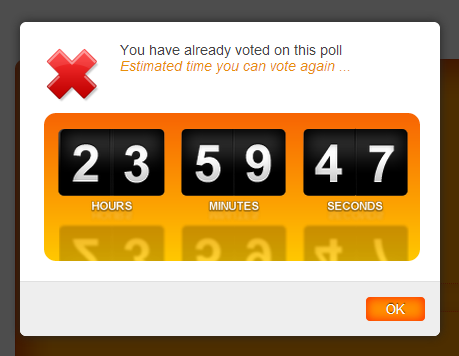 You have already voted on this poll
Estimated time you can vote again ...
23 59 47
HOURS MINUTES SECONDS
OK